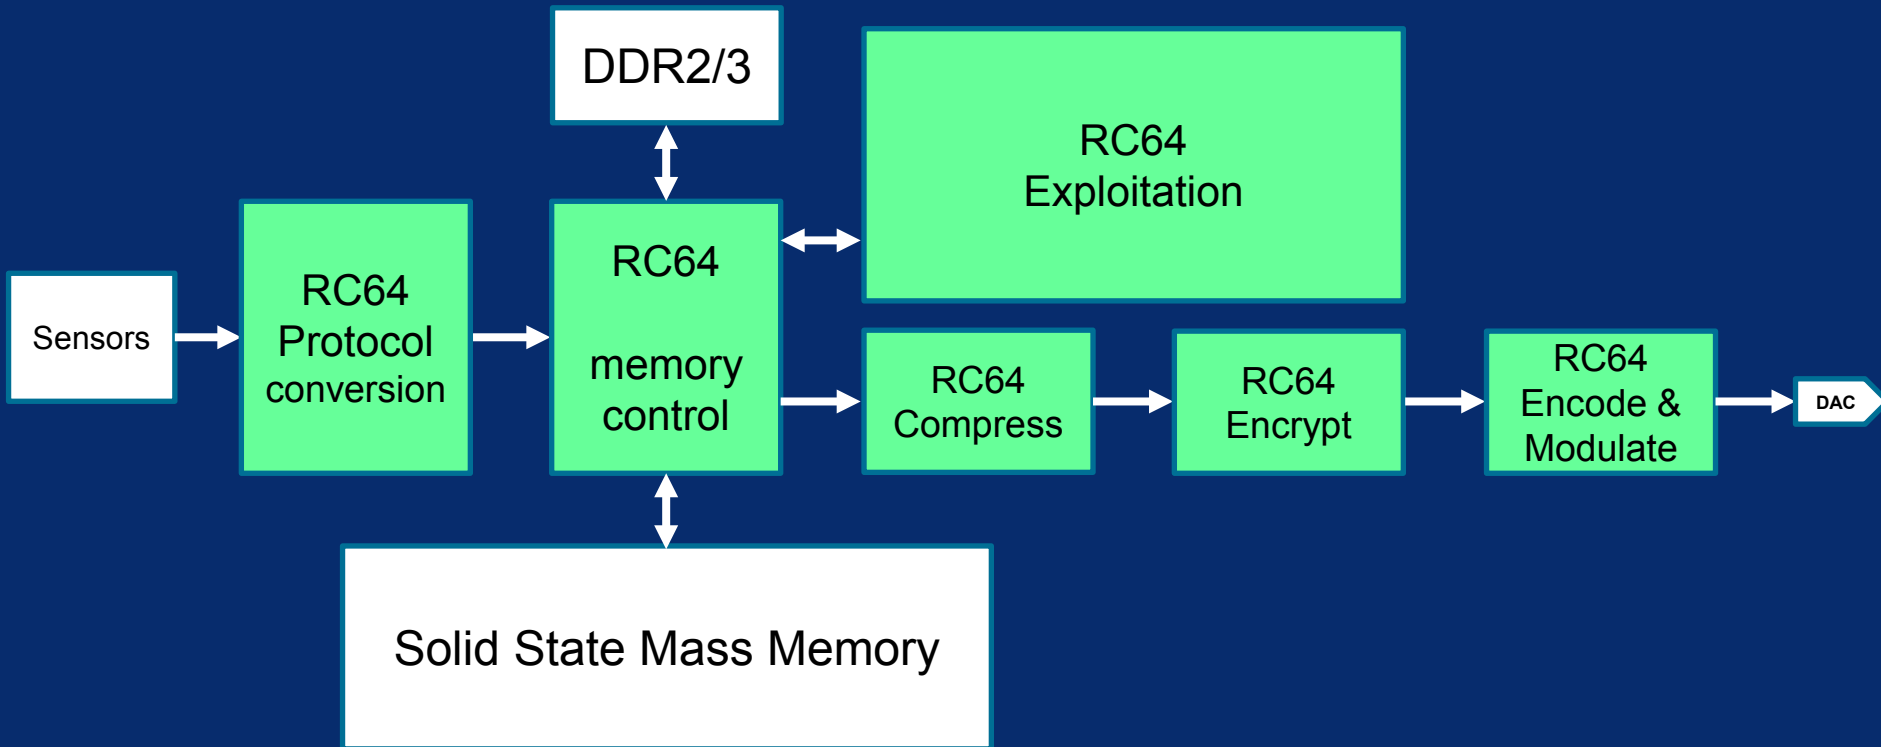 DDR2/3
RC64
Exploitation
Sensors
RC64
Protocol
conversion
RC64
memory
control
RC64
Compress
RC64
Encrypt
RC64
Encode &
Modulate
DAC
Solid State Mass Memory